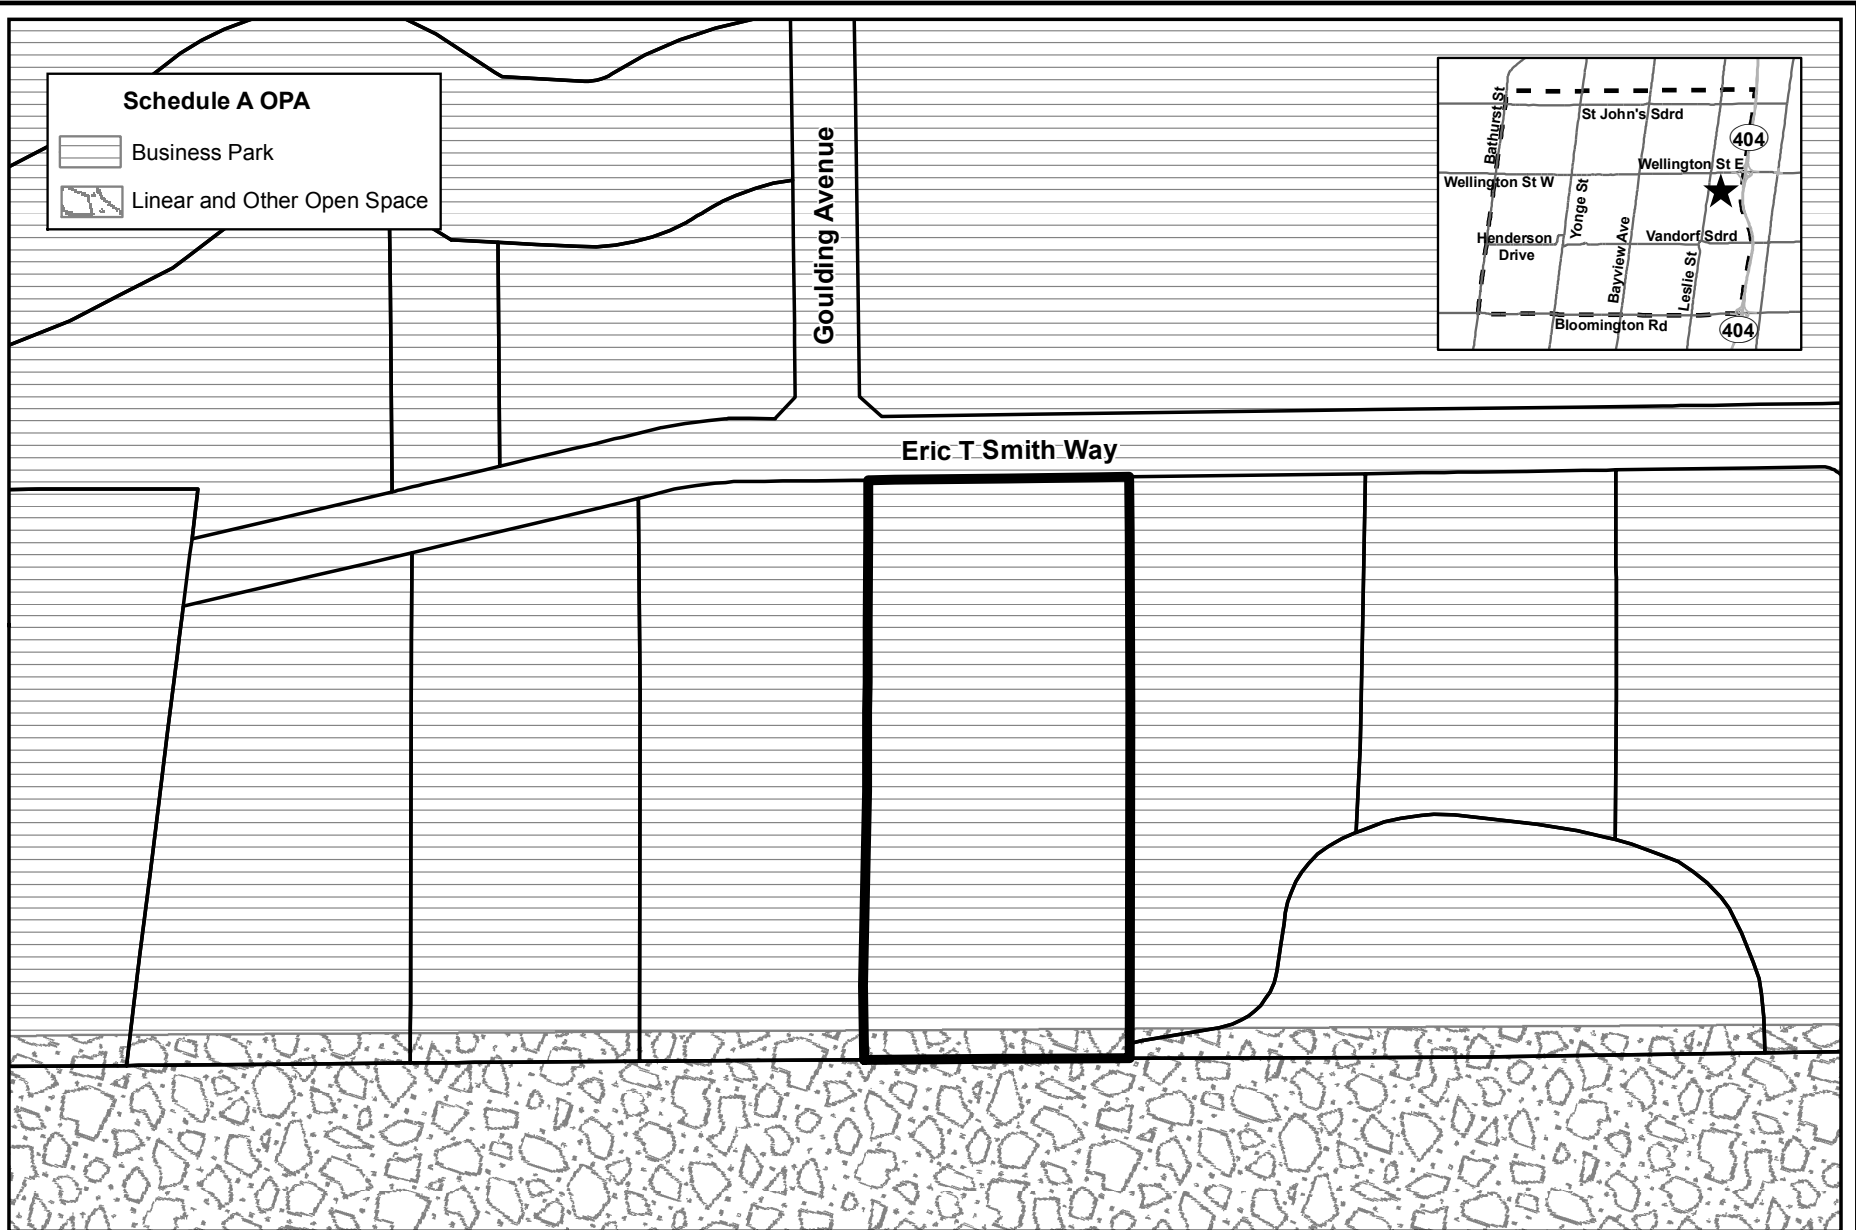 Schedule A OPA
Business Park
Linear and Other Open Space
Goulding Avenue
Eric T Smith Way
Bathurst St
St John's Sdrd
404
Wellington St E
Wellington St W
Yonge St
Henderson
Drive
Bayview Ave
Vandorf Sdrd
Leslie St
Bloomington Rd
404